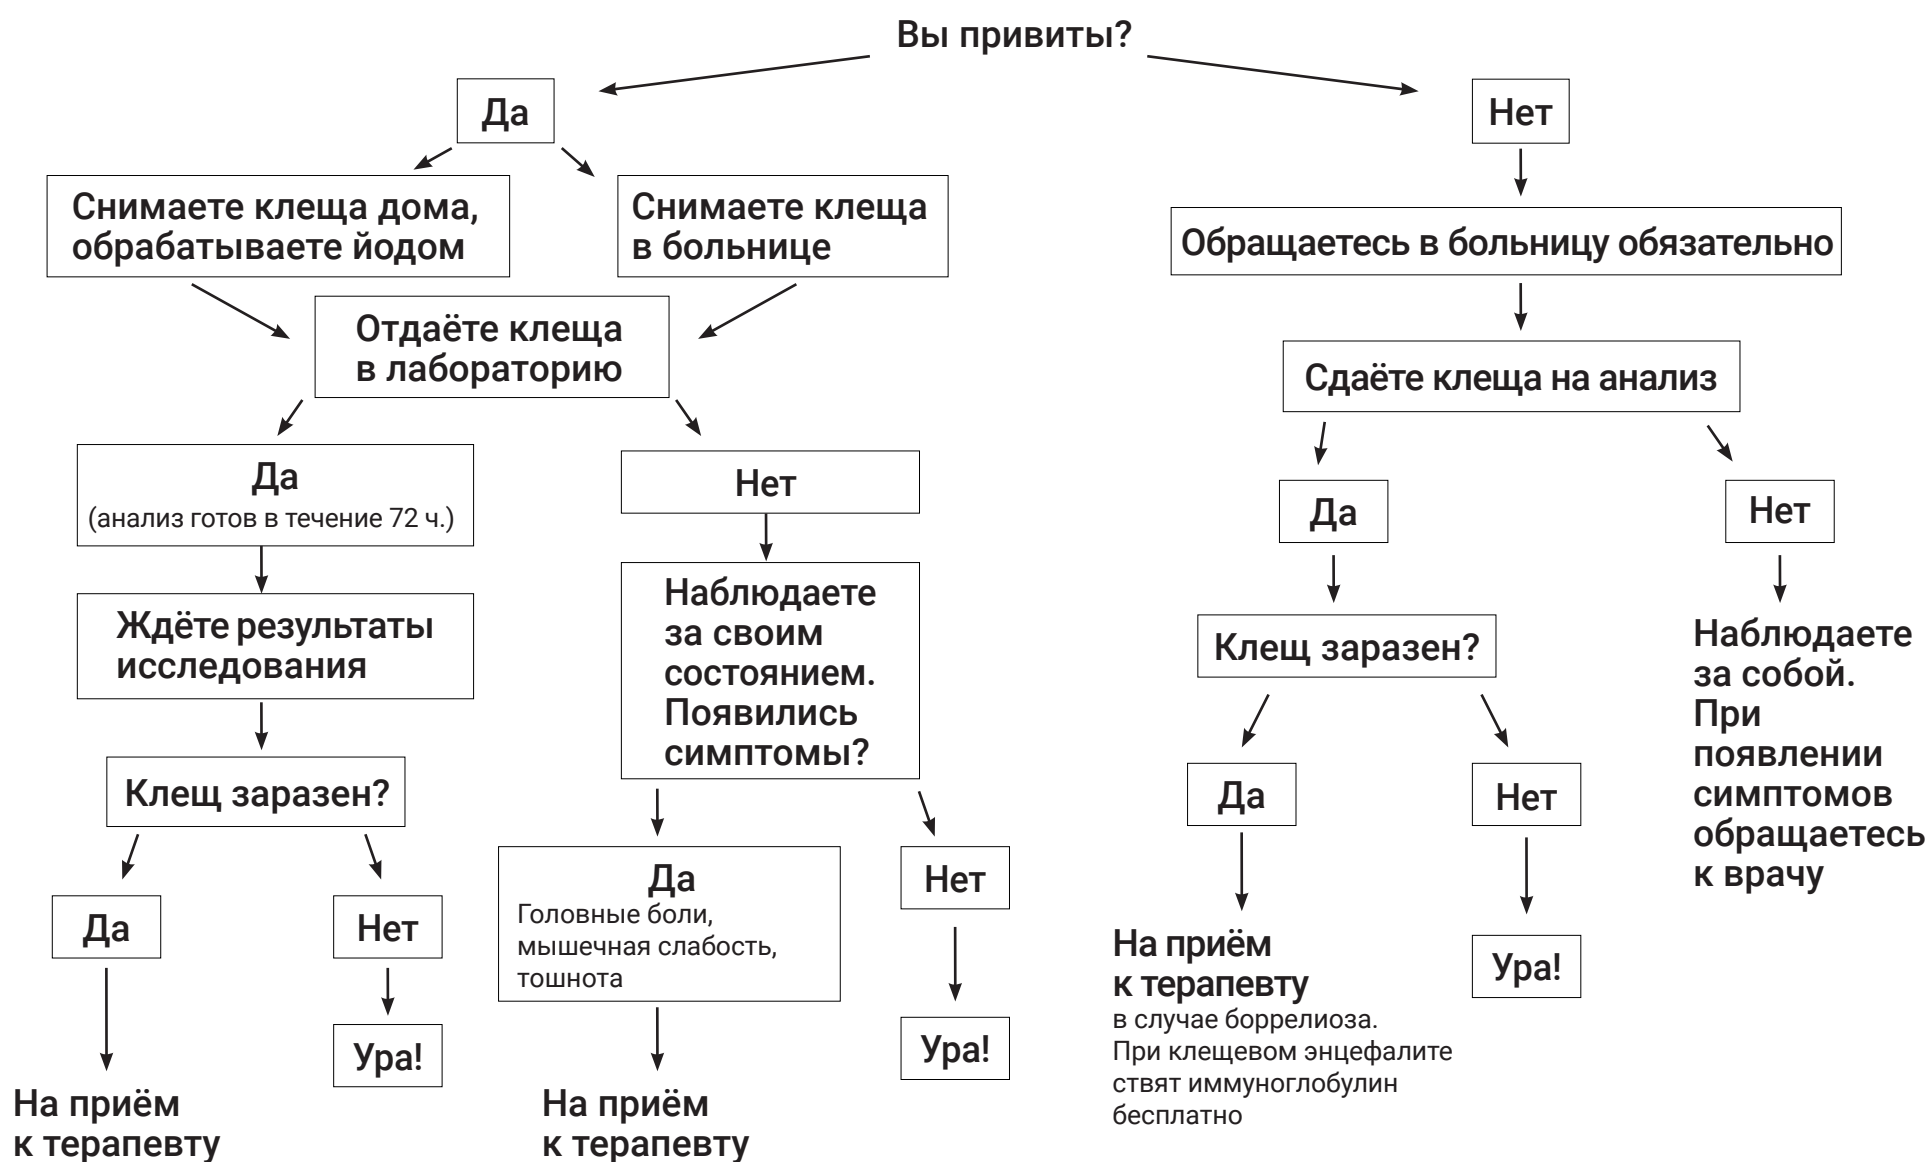 Вы привиты?
Да
Снимаете клеща дома,
обрабатываете йодом
Снимаете клеща
в больнице
Отдаёте клеща
в лабораторию
Да
(анализ готов в течение 72 ч.)
Ждёте результаты
исследования
Клещ заразен?
Да
На приём
к терапевту
Нет
Ура!
Нет
Наблюдаете
за своим
состоянием.
Появились
симптомы?
Да
Головные боли,
мышечная слабость,
тошнота
На приём
к терапевту
Нет
Ура!
Нет
Обращаетесь в больницу обязательно
Сдаёте клеща на анализ
Да
Клещ заразен?
Да
На приём
к терапевту
в случае боррелиоза.
При клещевом энцефалите
ствят иммуноглобулин
бесплатно
Нет
Ура!
Нет
Наблюдаете
за собой.
При
появлении
симптомов
обращаетесь
к врачу